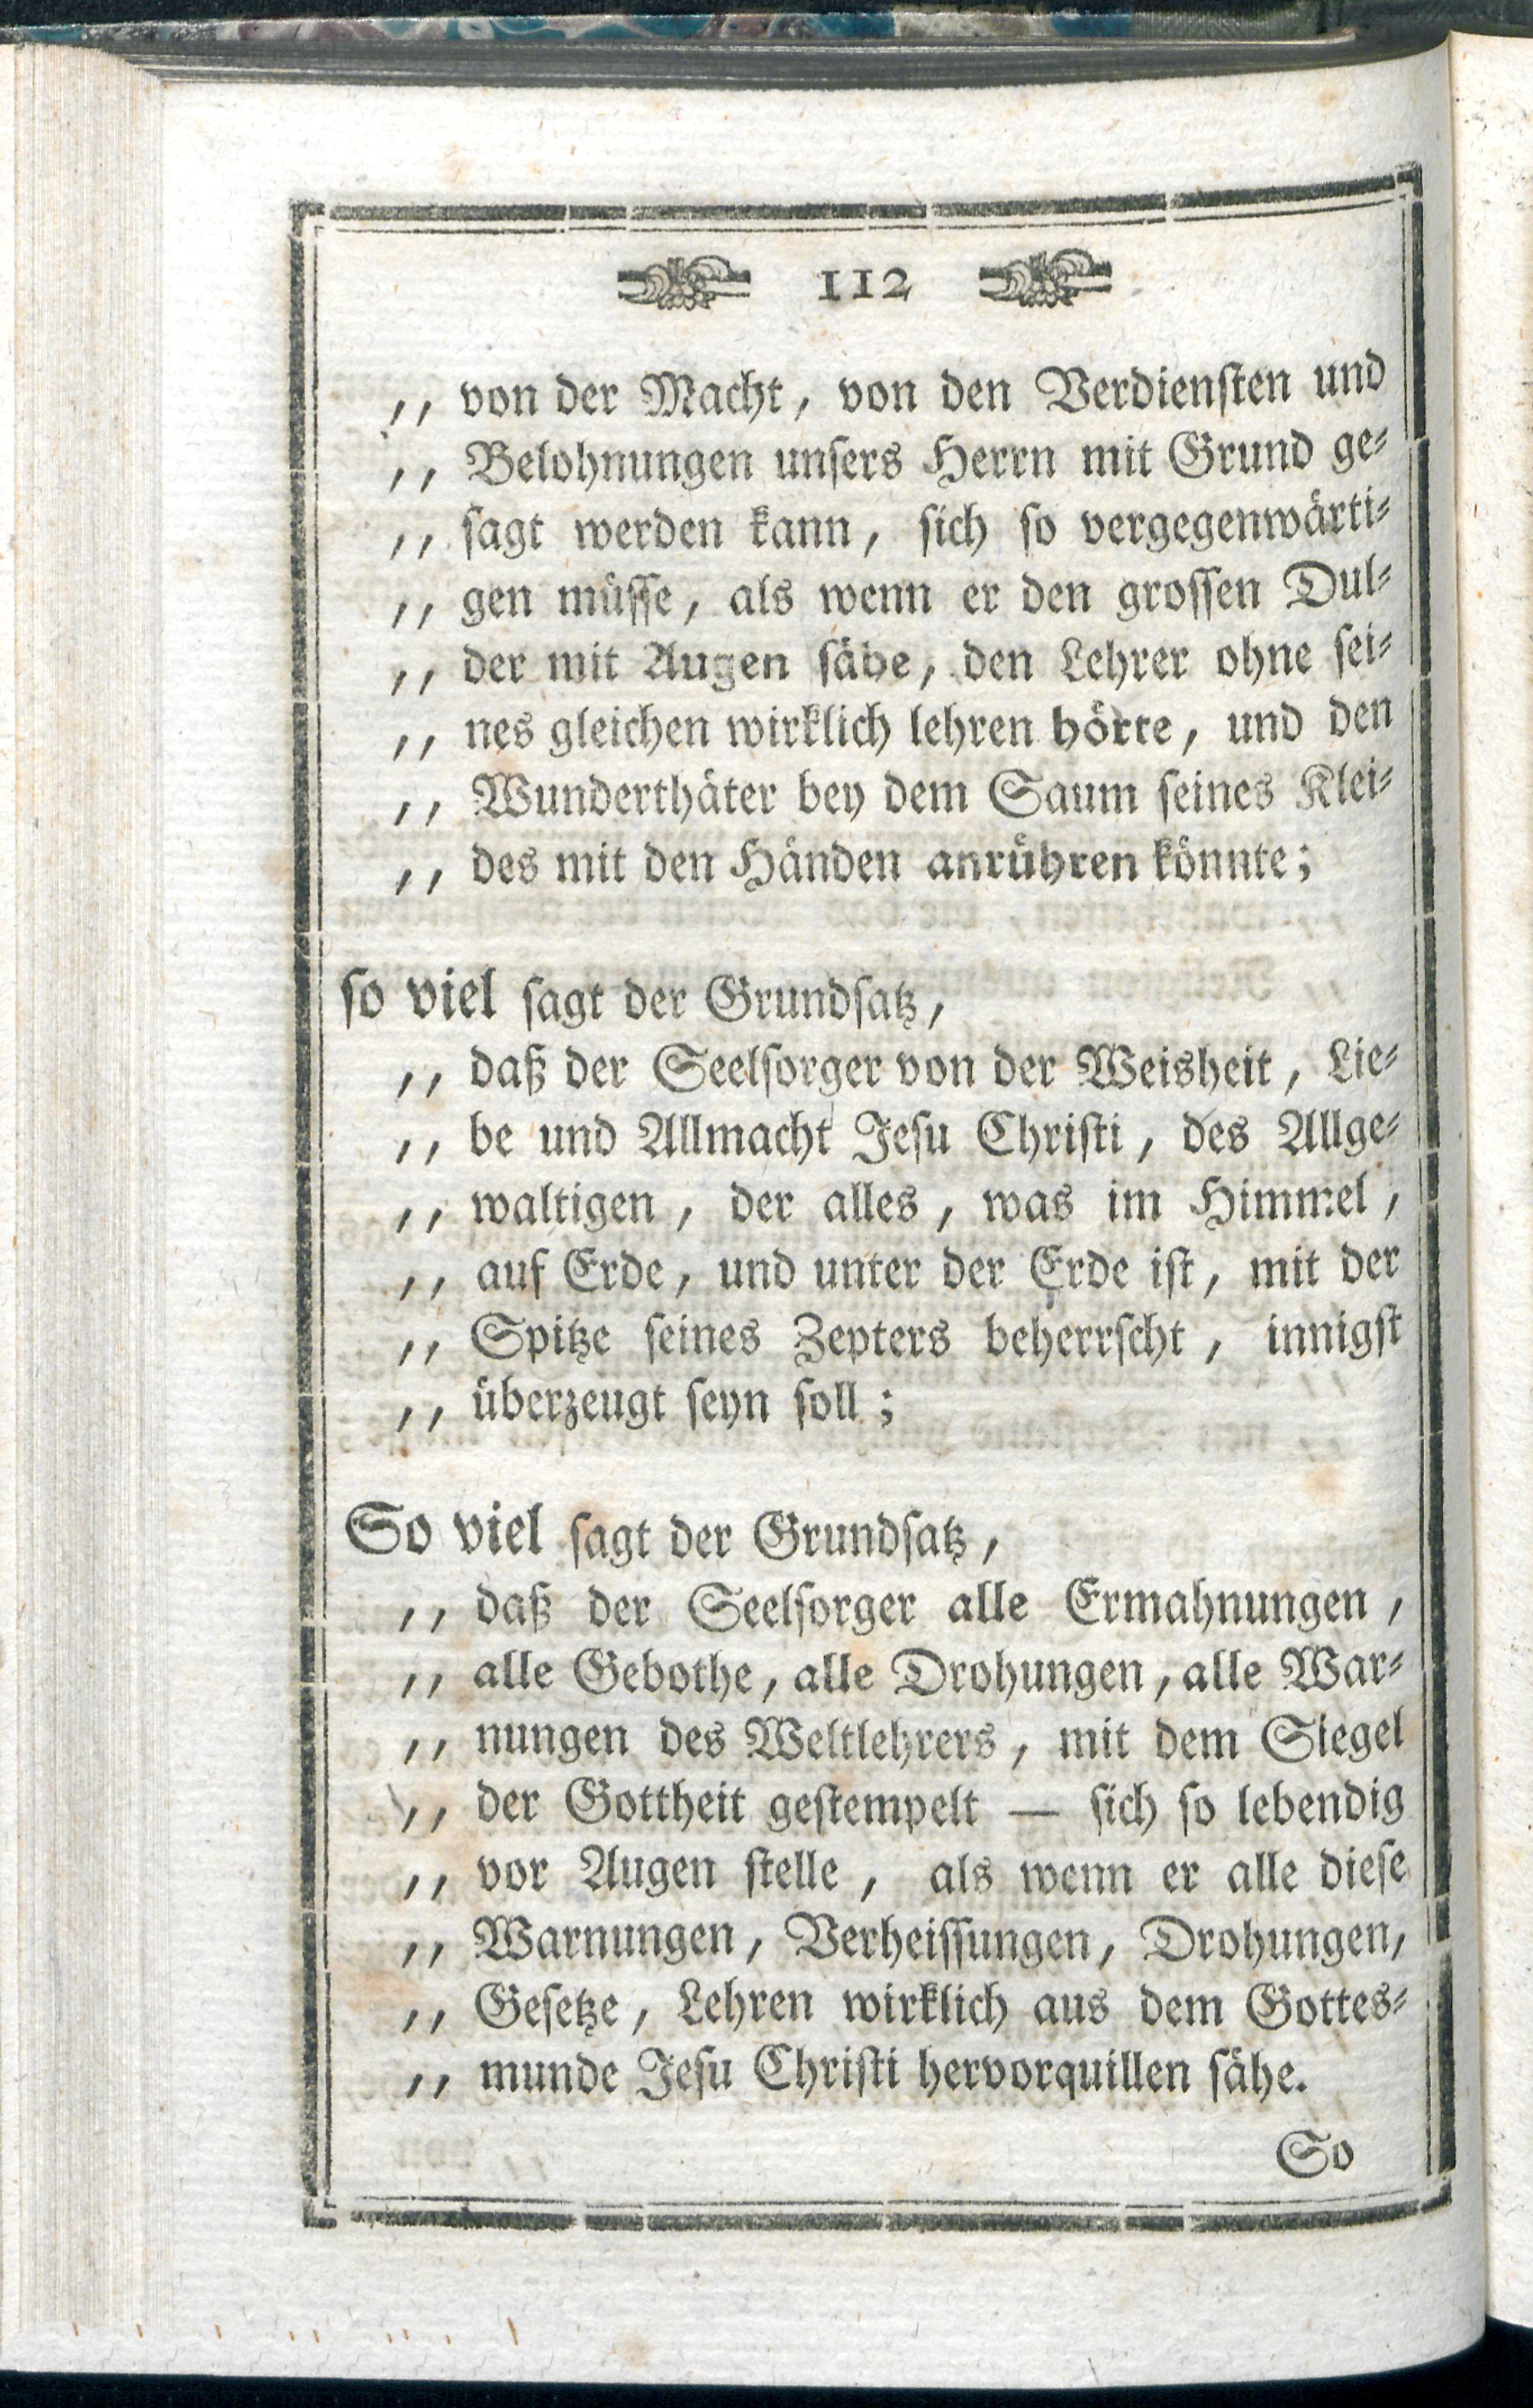 112
„ von der Macht, von den Verdiensten und
„ Belohnungen unsers Herrn mit Grund ge-
„ sagt werden kann, sich so vergegenwärti-
„ gen müsse, als wenn er den grossen Dul-
„ der mit Augen sähe, den Lehrer ohne sei-
„ nes gleichen wirklich lehren hörte, und den
„ Wunderthäter bey dem Saum seines Klei-
„ des mit den Händen anrühren könnte;
so viel sagt der Grundsatz,
„ daß der Seelsorger von der Weisheit, Lie-
„ be und Allmacht Jesu Christi, des Allge-
„ waltigen, der alles, was im Himmel,
„ auf Erde, und unter der Erde ist, mit der
„ Spitze seines Zepters beherrscht, innigst
„ überzeugt seyn soll;
So viel sagt der Grundsatz,
„ daß der Seelsorger alle Ermahnungen,
„ alle Gebothe, alle Drohungen, alle War-
„ nungen des Weltlehrers, mit dem Siegel
„ der Gottheit gestempelt — sich so lebendig
„ vor Augen stelle, als wenn er alle diese
„ Warnungen, Verheissungen, Drohungen,
„ Gesetze, Lehren wirklich aus dem Gottes-
„ munde Jesu Christi hervorquillen sähe.
So